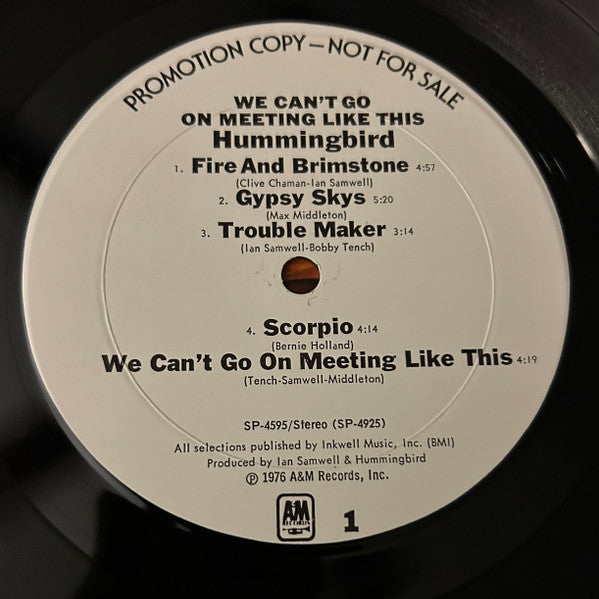 PROMOTION COPY — NOT FOR SALE
WE CAN'T GO
ON MEETING LIKE THIS
Hummingbird
1. Fire And Brimstone 4:57
(Clive Chaman-Ian Samwell)
2. Gypsy Skys 5:20
(Max Middleton)
3. Trouble Maker 3:14
(Ian Samwell-Bobby Tench)
4. Scorpio 4:14
(Bernie Holland)
We Can't Go On Meeting Like This 4:19
(Tench-Samwell-Middleton)
SP-4595/Stereo (SP-4925)
All selections published by Inkwell Music, Inc. (BMI)
Produced by Ian Samwell & Hummingbird
℗ 1976 A&M Records, Inc.
A&M
RECORDS
1